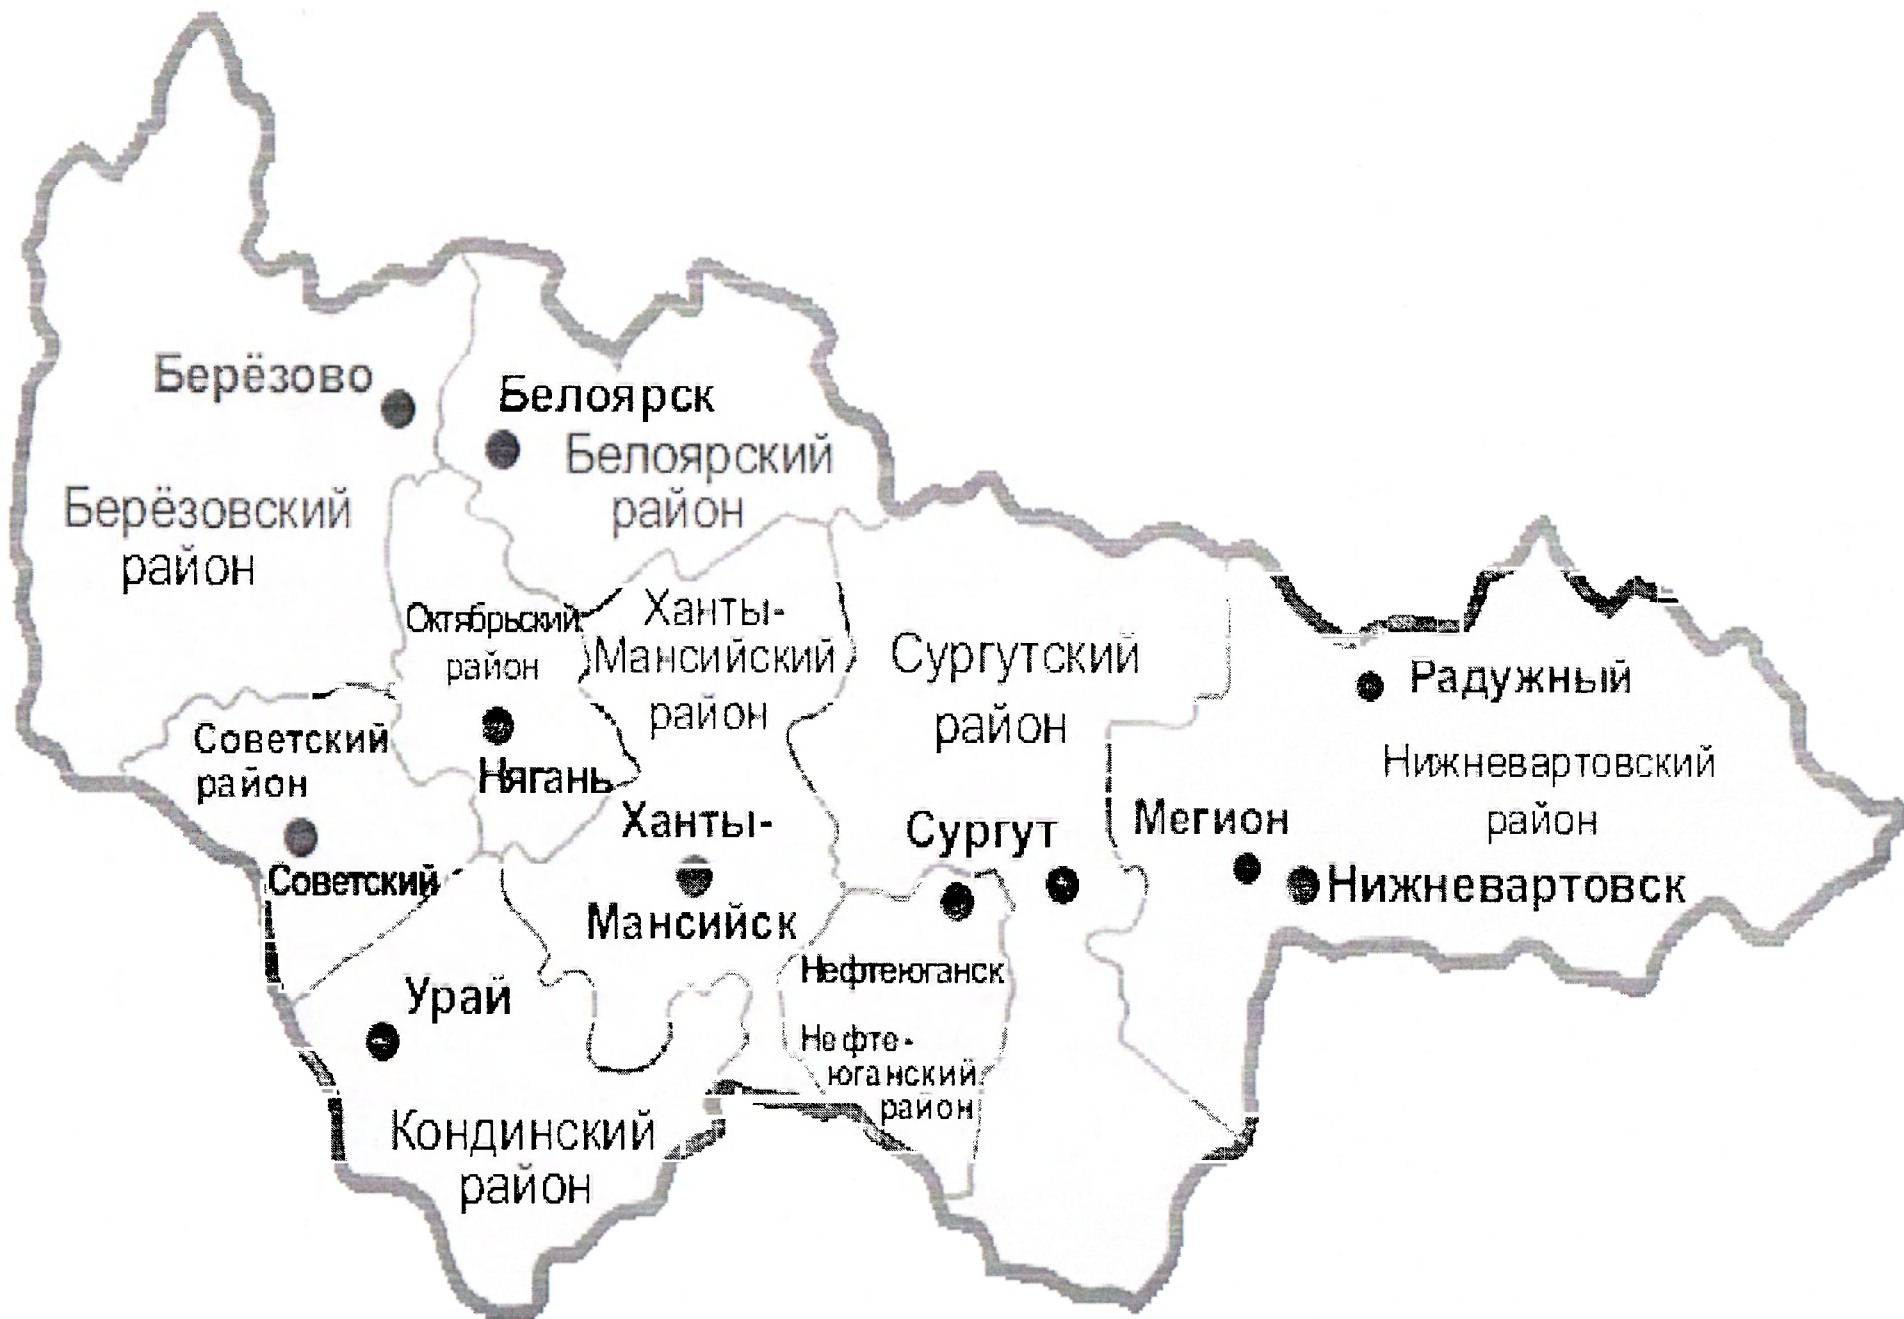 Берёзово
Белоярск
Белоярский
район
Берёзовский
район
Октябрьский
район
Ханты-
Мансийский
район
Сургутский
район
Радужный
Советский
район
Нягань
Нижневартовский
район
Ханты-
Мансийск
Сургут
Мегион
Нижневартовск
Советский
Урай
Нефтеюганск
Нефте-
юганский
район
Кондинский
район